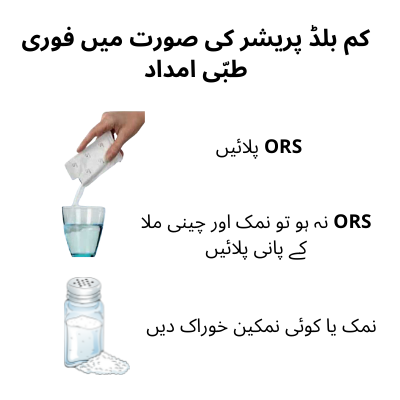 کم بلڈ پریشر کی صورت میں فوری
طبّی امداد
ORS پلائیں
ORS نہ ہو تو نمک اور چینی ملا
کے پانی پلائیں
نمک یا کوئی نمکین خوراک دیں